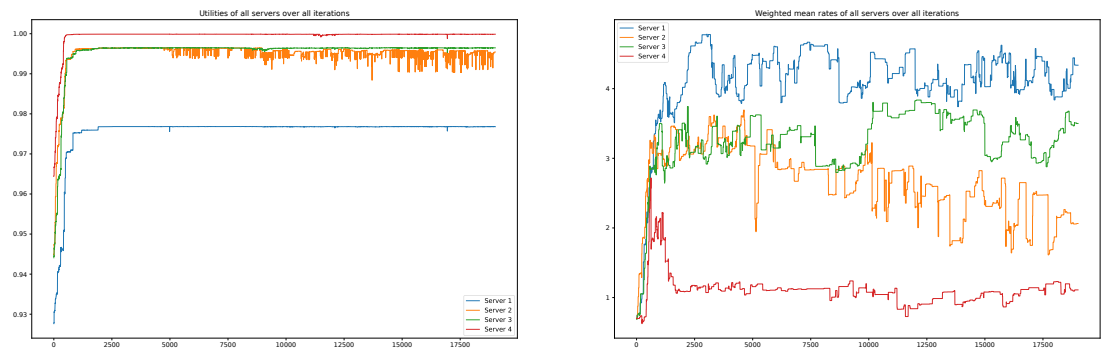 Utilities of all servers over all iterations
1.00
0.99
0.98
0.97
0.96
0.95
0.94
0.93
0
2500
5000
7500
10000
12500
15000
17500
Server 1
Server 2
Server 3
Server 4
Weighted mean rates of all servers over all iterations
Server 1
Server 2
Server 3
Server 4
4
3
2
1
0
2500
5000
7500
10000
12500
15000
17500